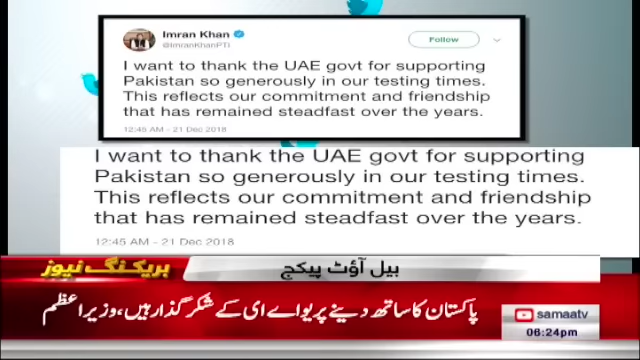 Imran Khan
@ImranKhanPTI
Follow
I want to thank the UAE govt for supporting
Pakistan so generously in our testing times.
This reflects our commitment and friendship
that has remained steadfast over the years.
12:45 AM - 21 Dec 2018
I want to thank the UAE govt for supporting
Pakistan so generously in our testing times.
This reflects our commitment and friendship
that has remained steadfast over the years.
12:45 AM - 21 Dec 2018
بریکنگ نیوز
بیل آؤٹ پیکج
پاکستان کا ساتھ دینے پر یو اے ای کے شکر گذار ہیں، وزیراعظم
samaatv
06:24pm